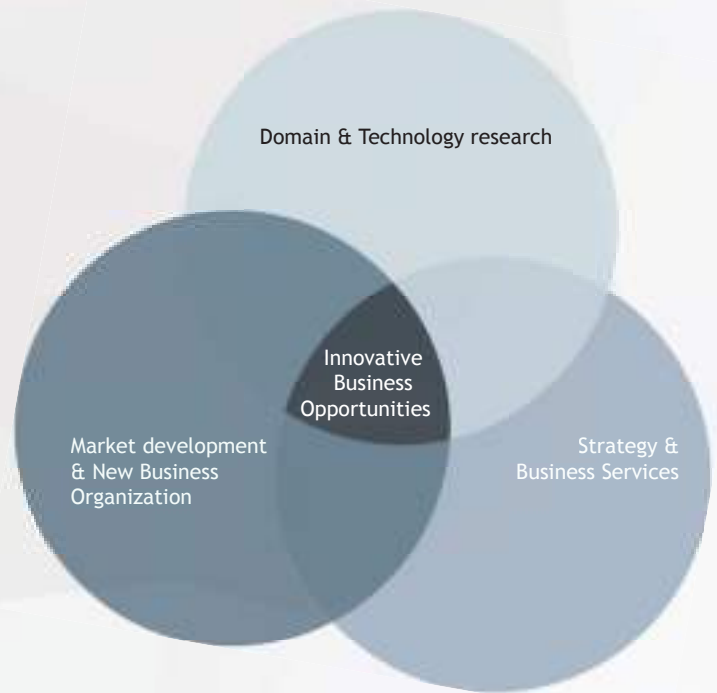 Domain & Technology research
Innovative
Business
Opportunities
Market development
& New Business
Organization
Strategy &
Business Services